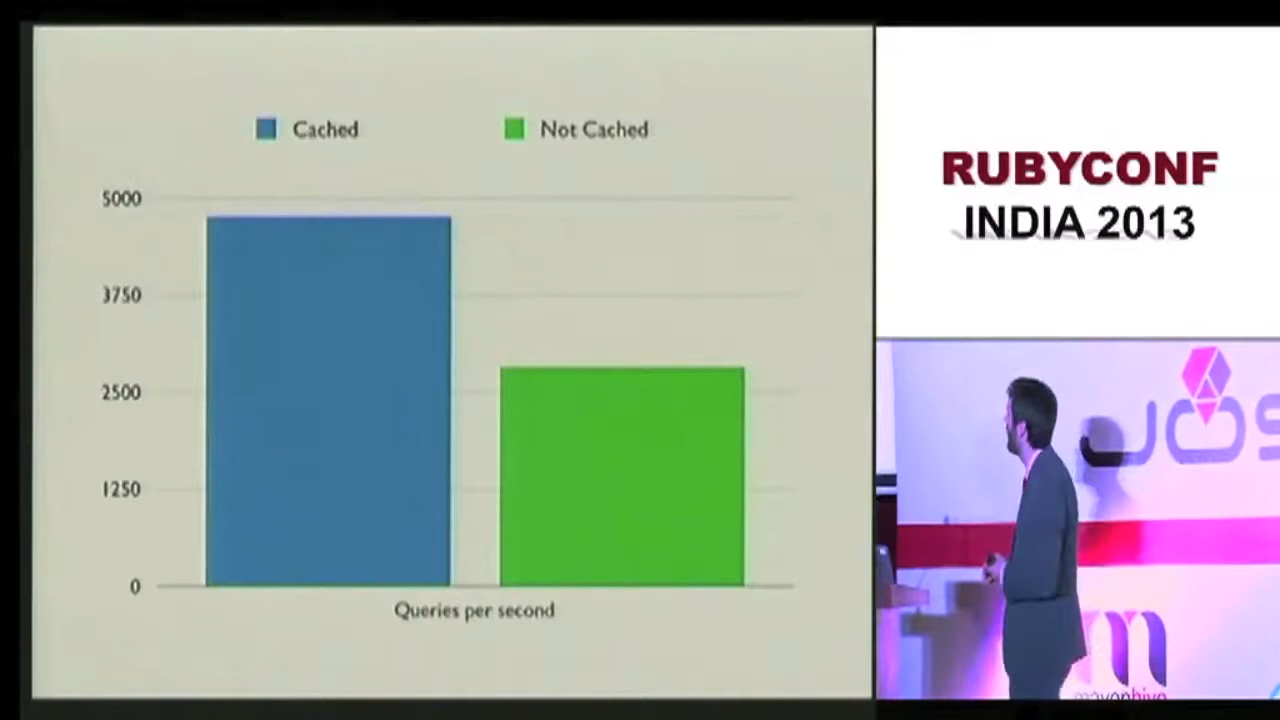 Cached
Not Cached
5000
3750
2500
1250
0
Queries per second
RUBYCONF
INDIA 2013